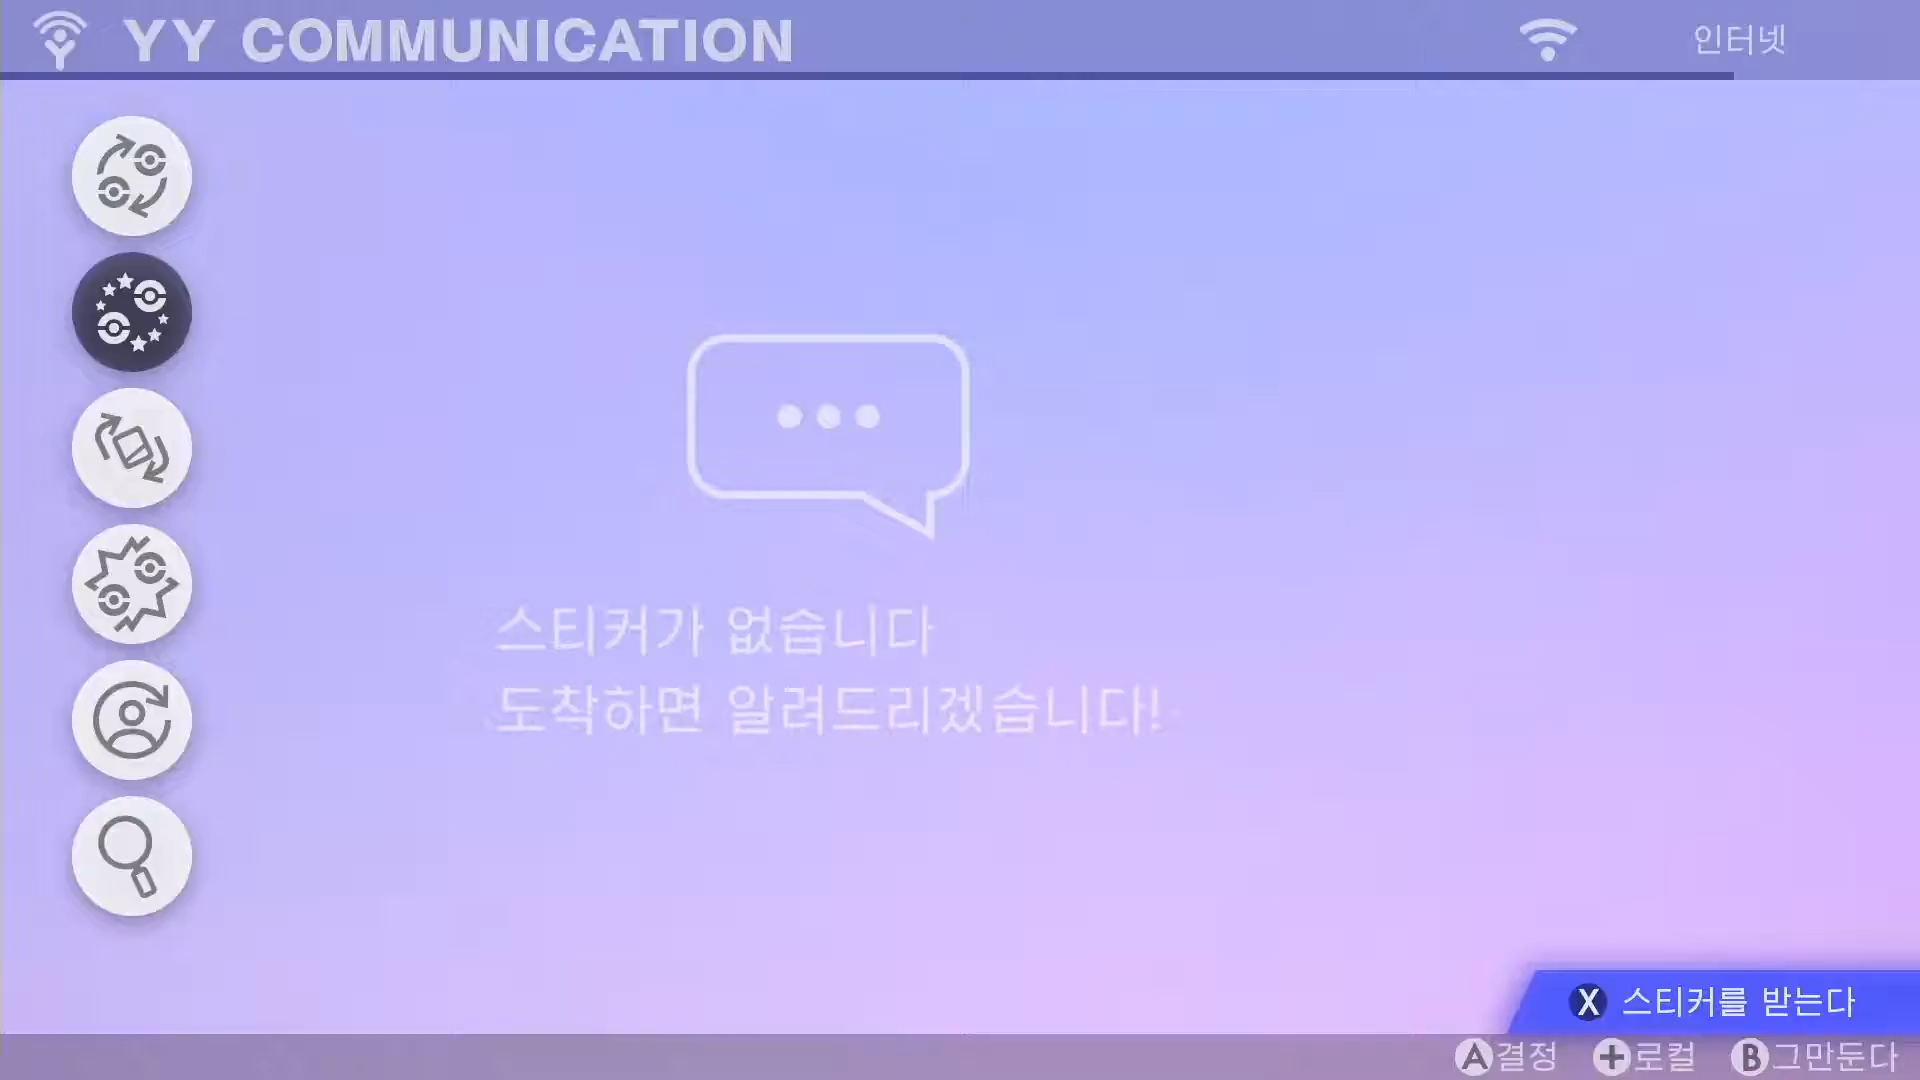 YY COMMUNICATION
인터넷
스티커가 없습니다
도착하면 알려드리겠습니다!
X 스티커를 받는다
A 결정 + 로컬 B 그만둔다